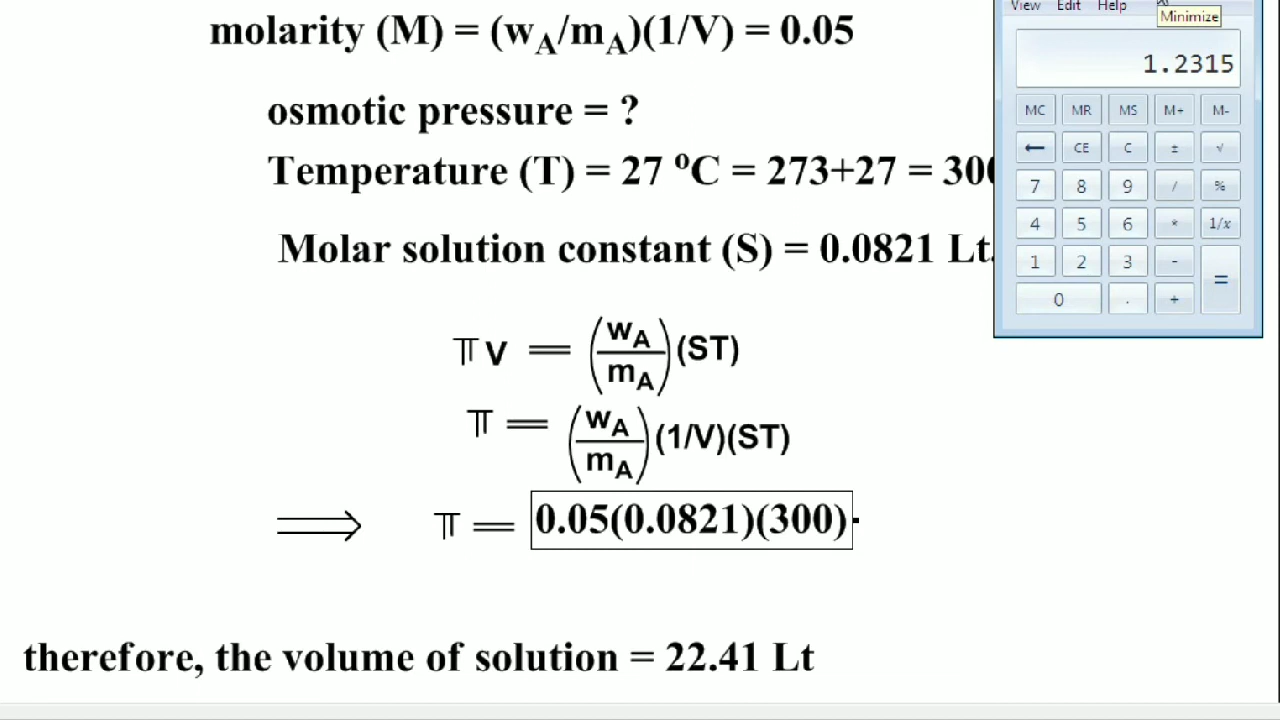 molarity (M) = (wA/mA)(1/V) = 0.05
osmotic pressure = ?
Temperature (T) = 27 ⁰C = 273+27 = 300
Molar solution constant (S) = 0.0821 Lt.
πV = (wA/mA)(ST)
π = (wA/mA)(1/V)(ST)
⟹ π = 0.05(0.0821)(300)
therefore, the volume of solution = 22.41 Lt
View Edit Help
Minimize
1.2315
MC MR MS M+ M-
← CE C ± √
7 8 9 / %
4 5 6 * 1/x
1 2 3 - =
0 . +